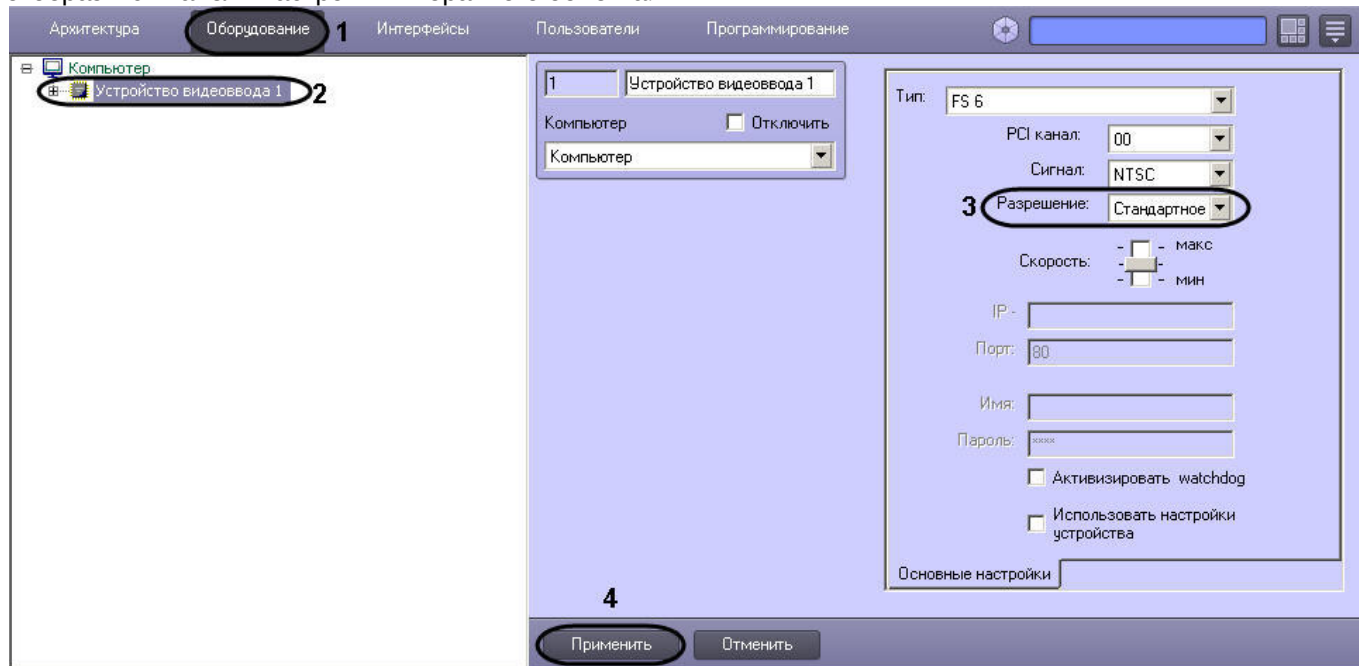 Архитектура Оборудование 1 Интерфейсы Пользователи Программирование
Компьютер
Устройство видеоввода 1 2
1 Устройство видеоввода 1
Компьютер Отключить
Компьютер
Тип: FS 6
PCI канал: 00
Сигнал: NTSC
3 Разрешение: Стандартное
Скорость:
- - макс
- -
- - мин
IP -
Порт: 80
Имя:
Пароль: ****
Активизировать watchdog
Использовать настройки
устройства
Основные настройки
4
Применить Отменить